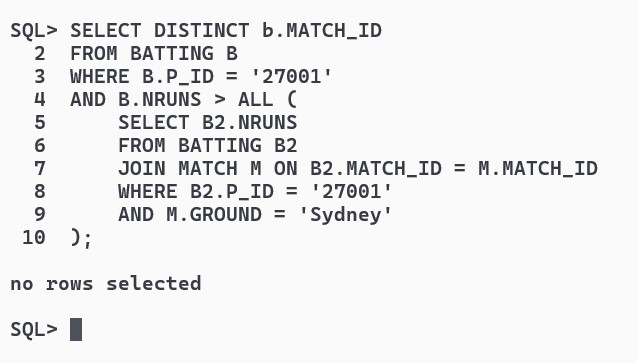 SQL> SELECT DISTINCT b.MATCH_ID
  2  FROM BATTING B
  3  WHERE B.P_ID = '27001'
  4  AND B.NRUNS > ALL (
  5      SELECT B2.NRUNS
  6      FROM BATTING B2
  7      JOIN MATCH M ON B2.MATCH_ID = M.MATCH_ID
  8      WHERE B2.P_ID = '27001'
  9      AND M.GROUND = 'Sydney'
 10  );
no rows selected
SQL>